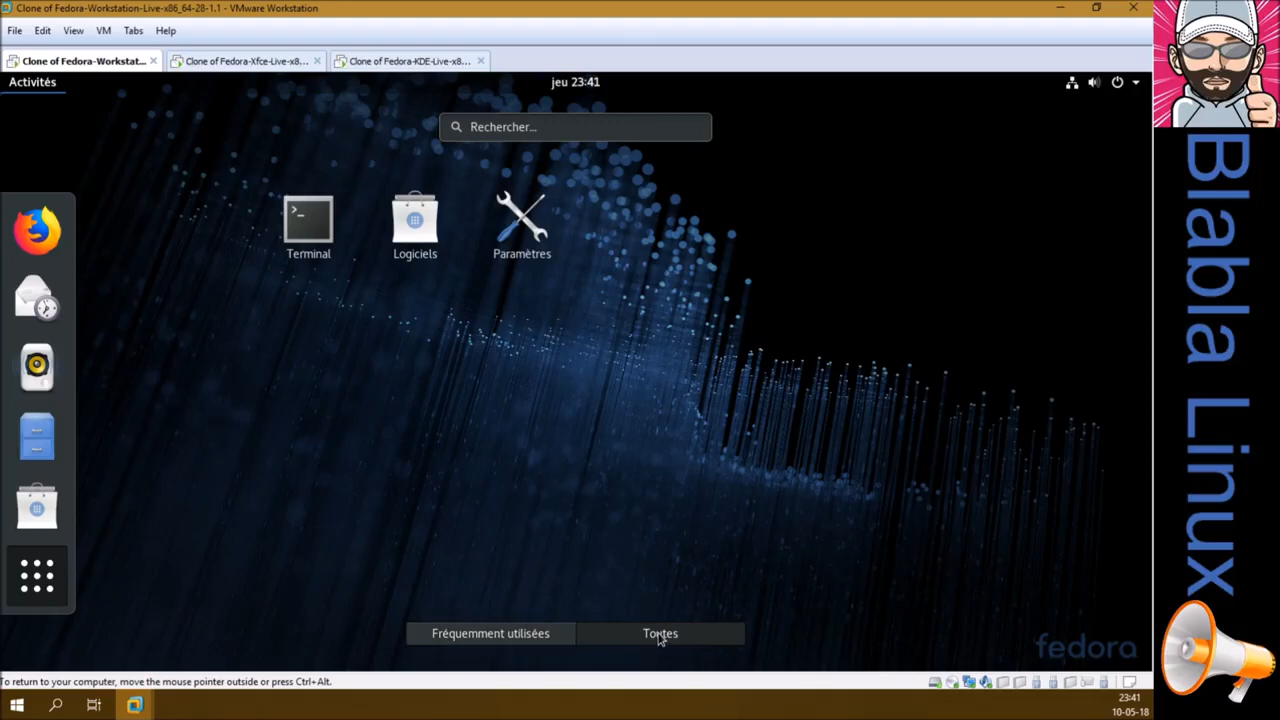 Clone of Fedora-Workstation-Live-x86_64-28-1.1 - VMware Workstation
File Edit View VM Tabs Help
Clone of Fedora-Workstat...
Clone of Fedora-Xfce-Live-x8...
Clone of Fedora-KDE-Live-x8...
Activités
jeu 23:41
Rechercher...
Terminal
Logiciels
Paramètres
Fréquemment utilisées
Toutes
fedora
To return to your computer, move the mouse pointer outside or press Ctrl+Alt.
23:41
10-05-18
Blabla Linux